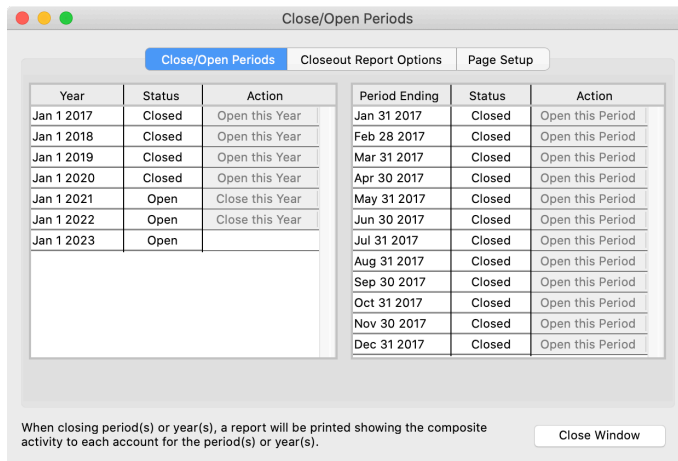 Close/Open Periods
Close/Open Periods Closeout Report Options Page Setup
Year Status Action
Jan 1 2017 Closed Open this Year
Jan 1 2018 Closed Open this Year
Jan 1 2019 Closed Open this Year
Jan 1 2020 Closed Open this Year
Jan 1 2021 Open Close this Year
Jan 1 2022 Open Close this Year
Jan 1 2023 Open
Period Ending Status Action
Jan 31 2017 Closed Open this Period
Feb 28 2017 Closed Open this Period
Mar 31 2017 Closed Open this Period
Apr 30 2017 Closed Open this Period
May 31 2017 Closed Open this Period
Jun 30 2017 Closed Open this Period
Jul 31 2017 Closed Open this Period
Aug 31 2017 Closed Open this Period
Sep 30 2017 Closed Open this Period
Oct 31 2017 Closed Open this Period
Nov 30 2017 Closed Open this Period
Dec 31 2017 Closed Open this Period
When closing period(s) or year(s), a report will be printed showing the composite
activity to each account for the period(s) or year(s).
Close Window